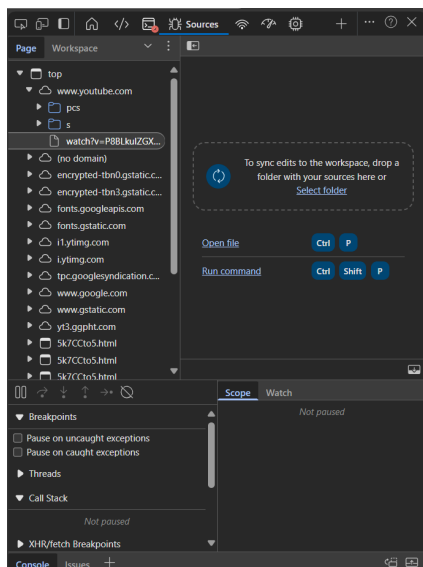 Sources
Page
Workspace
top
www.youtube.com
pcs
s
watch?v=P8BLkulZGX...
(no domain)
encrypted-tbn0.gstatic.c...
encrypted-tbn3.gstatic.c...
fonts.googleapis.com
fonts.gstatic.com
i1.ytimg.com
i.ytimg.com
tpc.googlesyndication.c...
www.google.com
www.gstatic.com
yt3.ggpht.com
5k7CCto5.html
5k7CCto5.html
5k7CCto5.html
To sync edits to the workspace, drop a
folder with your sources here or
Select folder
Open file Ctrl P
Run command Ctrl Shift P
Breakpoints
Pause on uncaught exceptions
Pause on caught exceptions
Threads
Call Stack
Not paused
XHR/fetch Breakpoints
Scope Watch
Not paused
Console Issues